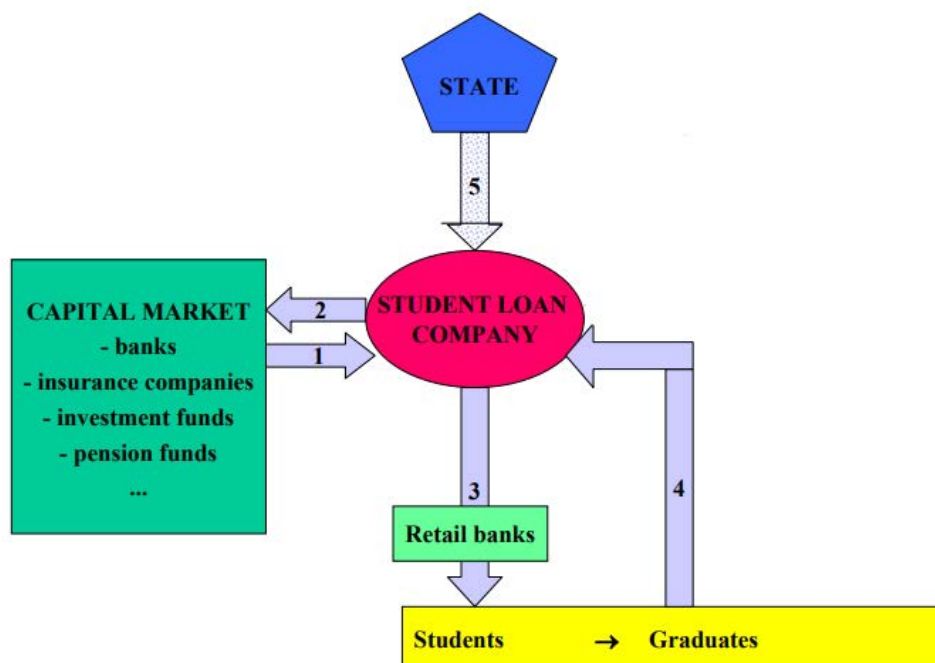 STATE
5
CAPITAL MARKET
- banks
- insurance companies
- investment funds
- pension funds
...
2
1
STUDENT LOAN
COMPANY
3
4
Retail banks
Students → Graduates